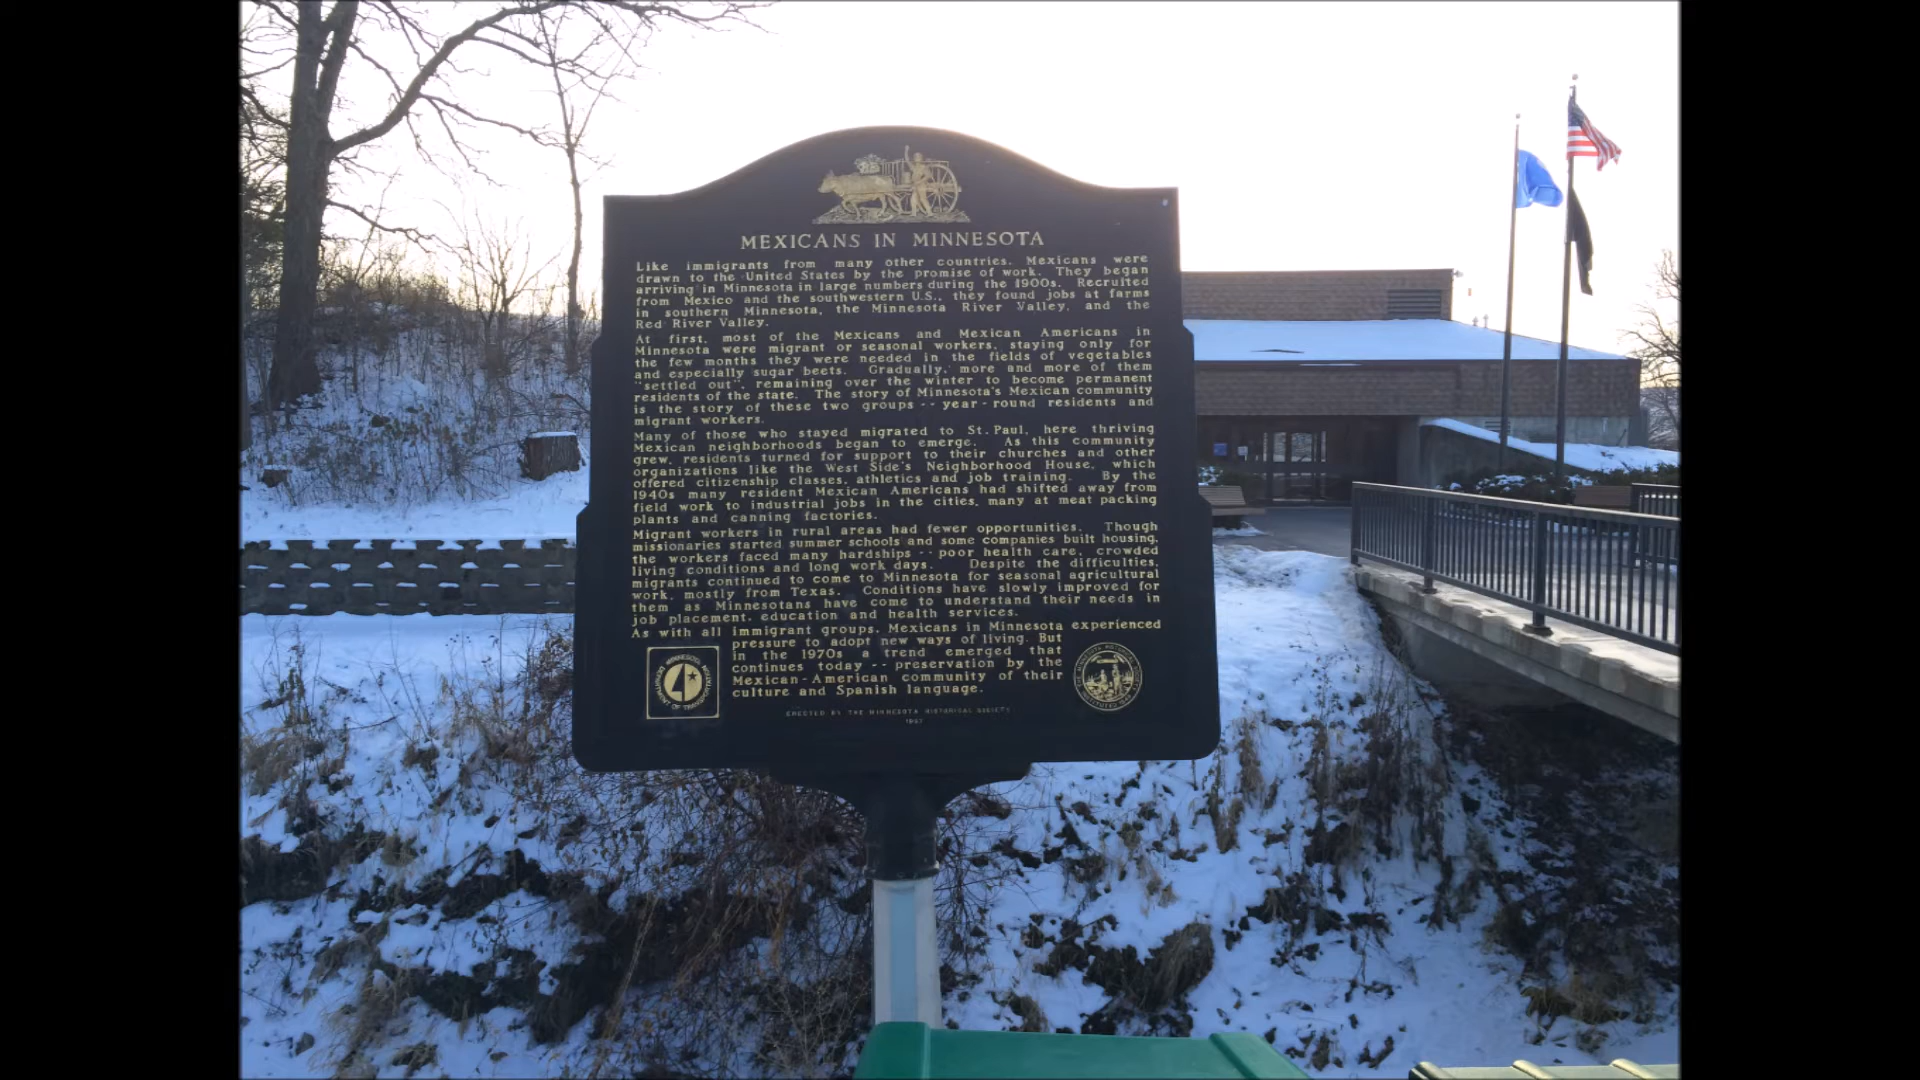 MEXICANS IN MINNESOTA
Like immigrants from many other countries, Mexicans were
drawn to the United States by the promise of work. They began
arriving in Minnesota in large numbers during the 1900s. Recruited
from Mexico and the southwestern U.S., they found jobs at farms
in southern Minnesota, the Minnesota River Valley, and the
Red River Valley.
At first, most of the Mexicans and Mexican Americans in
Minnesota were migrant or seasonal workers, staying only for
the few months they were needed in the fields of vegetables
and especially sugar beets. Gradually, more and more of them
"settled out", remaining over the winter to become permanent
residents of the state. The story of Minnesota's Mexican community
is the story of these two groups -- year-round residents and
migrant workers.
Many of those who stayed migrated to St. Paul, here thriving
Mexican neighborhoods began to emerge. As this community
grew, residents turned for support to their churches and other
organizations like the West Side's Neighborhood House, which
offered citizenship classes, athletics and job training. By the
1940s many resident Mexican Americans had shifted away from
field work to industrial jobs in the cities, many at meat packing
plants and canning factories.
Migrant workers in rural areas had fewer opportunities. Though
missionaries started summer schools and some companies built housing,
the workers faced many hardships -- poor health care, crowded
living conditions and long work days. Despite the difficulties,
migrants continued to come to Minnesota for seasonal agricultural
work, mostly from Texas. Conditions have slowly improved for
them as Minnesotans have come to understand their needs in
job placement, education and health services.
As with all immigrant groups, Mexicans in Minnesota experienced
pressure to adopt new ways of living. But
in the 1970s a trend emerged that
continues today -- preservation by the
Mexican-American community of their
culture and Spanish language.
MINNESOTA DEPARTMENT OF TRANSPORTATION
ERECTED BY THE MINNESOTA HISTORICAL SOCIETY